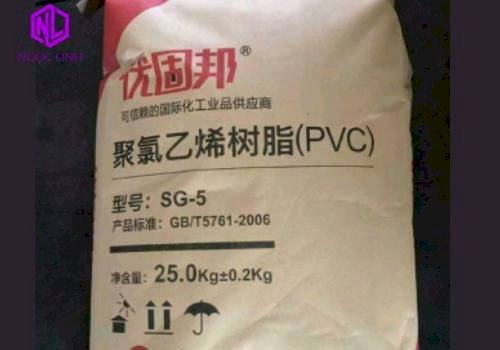 NL
NGỌC LINH
优固邦®
可信赖的国际化工业品供应商
聚氯乙烯树脂(PVC)
型号: SG-5
产品标准: GB/T5761-2006
净含量: 25.0Kg±0.2Kg